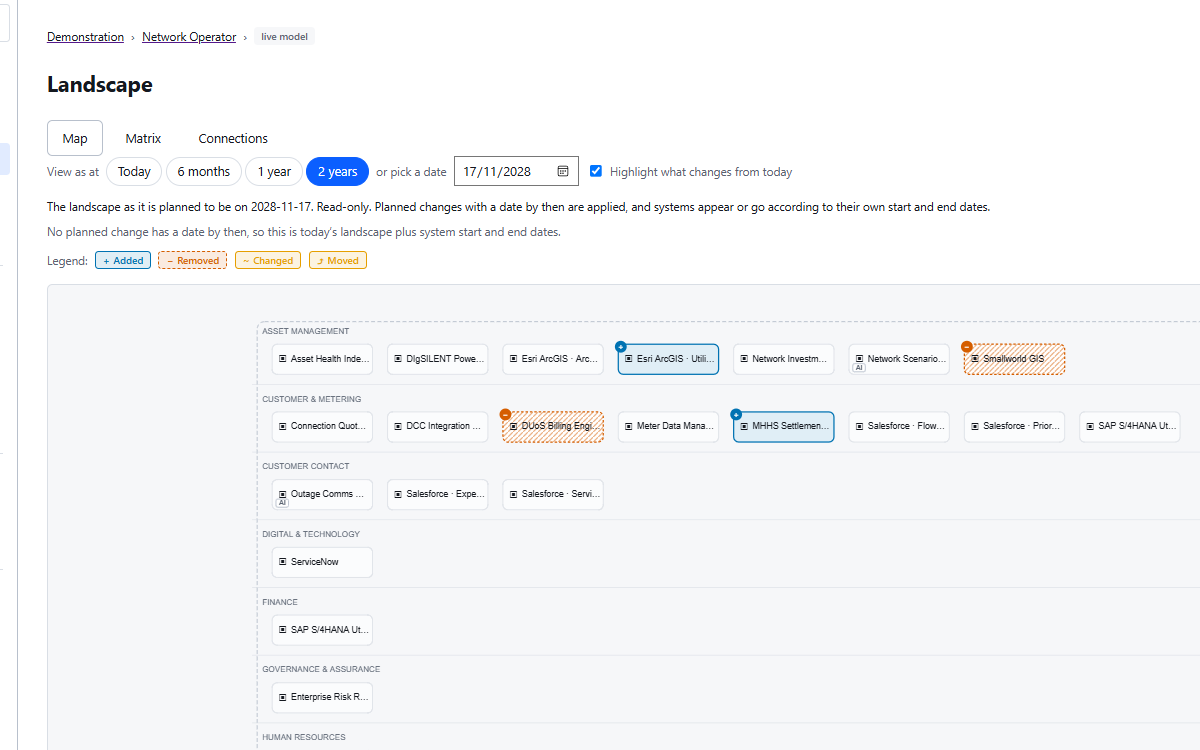 Demonstration › Network Operator › live model
Landscape
Map Matrix Connections
View as at Today 6 months 1 year 2 years or pick a date 17/11/2028 Highlight what changes from today
The landscape as it is planned to be on 2028-11-17. Read-only. Planned changes with a date by then are applied, and systems appear or go according to their own start and end dates.
No planned change has a date by then, so this is today's landscape plus system start and end dates.
Legend: + Added − Removed ~ Changed ⤴ Moved
ASSET MANAGEMENT
Asset Health Inde... DIgSILENT Powe... Esri ArcGIS · Arc... + Esri ArcGIS · Utili... Network Investm... Network Scenario... AI − Smallworld GIS
CUSTOMER & METERING
Connection Quot... DCC Integration ... − DUoS Billing Engi... Meter Data Mana... + MHHS Settlemen... Salesforce · Flow... Salesforce · Prior... SAP S/4HANA Ut...
CUSTOMER CONTACT
Outage Comms ... AI Salesforce · Expe... Salesforce · Servi...
DIGITAL & TECHNOLOGY
ServiceNow
FINANCE
SAP S/4HANA Ut...
GOVERNANCE & ASSURANCE
Enterprise Risk R...
HUMAN RESOURCES